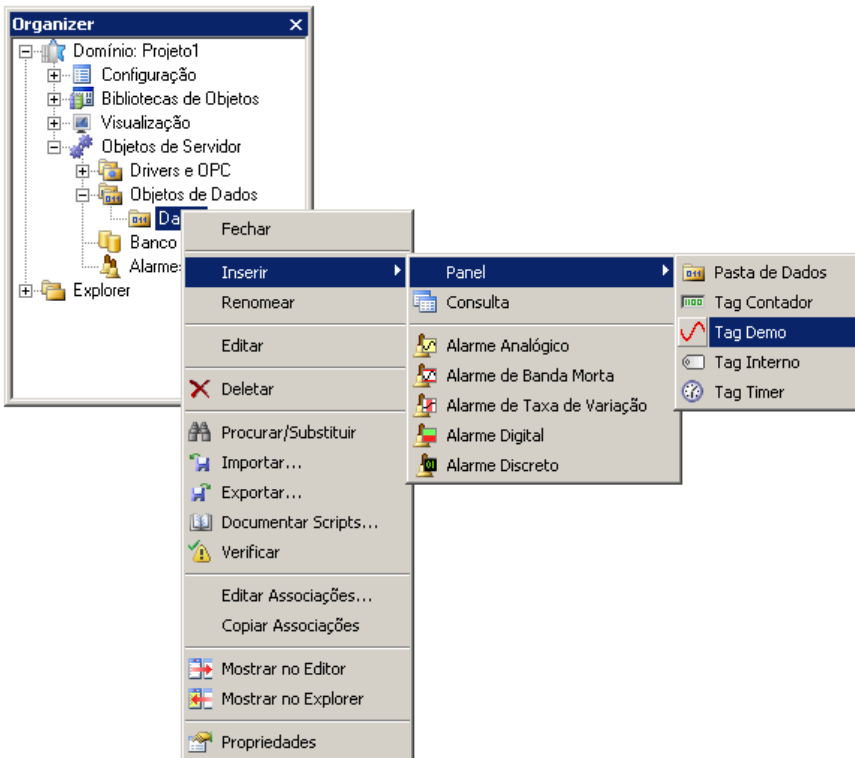 Organizer
Domínio: Projeto1
Configuração
Bibliotecas de Objetos
Visualização
Objetos de Servidor
Drivers e OPC
Objetos de Dados
Da
Banco
Alarme
Explorer
Fechar
Inserir
Renomear
Editar
Deletar
Procurar/Substituir
Importar...
Exportar...
Documentar Scripts...
Verificar
Editar Associações...
Copiar Associações
Mostrar no Editor
Mostrar no Explorer
Propriedades
Panel
Consulta
Alarme Analógico
Alarme de Banda Morta
Alarme de Taxa de Variação
Alarme Digital
Alarme Discreto
Pasta de Dados
Tag Contador
Tag Demo
Tag Interno
Tag Timer